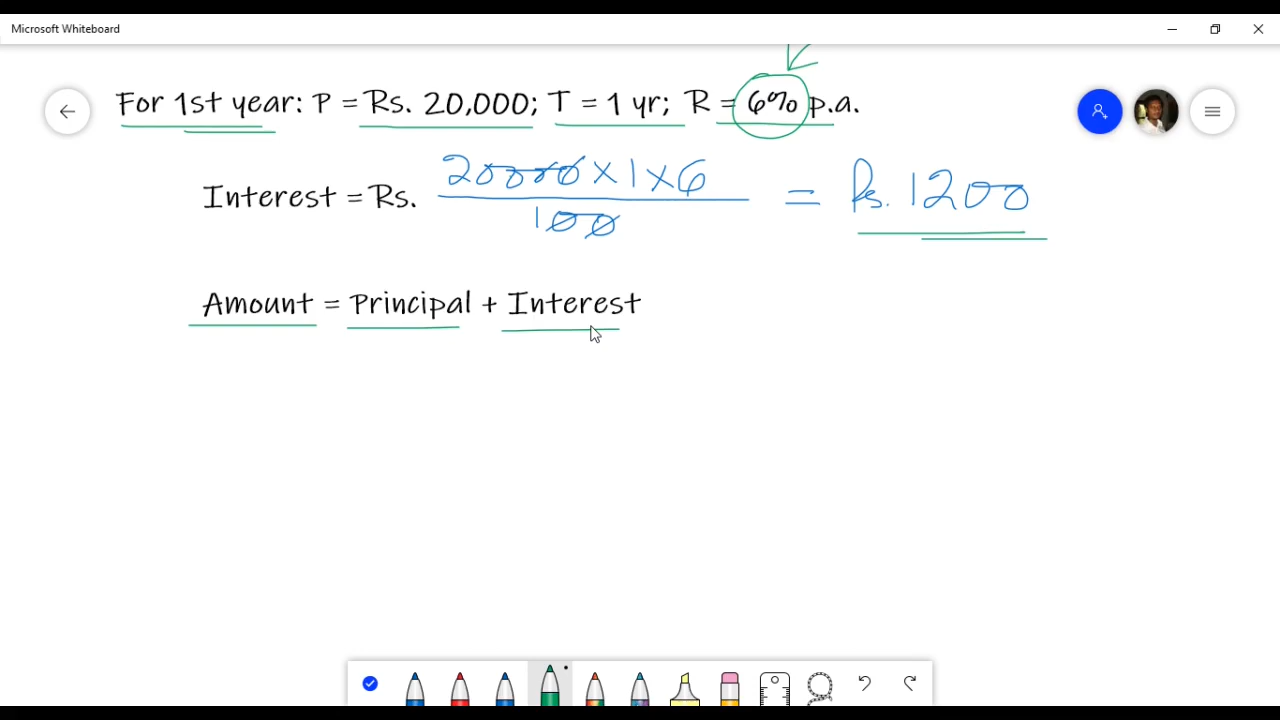 Microsoft Whiteboard
For 1st year: P = Rs. 20,000; T = 1 yr; R = 6% p.a.
Interest = Rs. 20000 × 1 × 6 / 100 = Rs. 1200
Amount = Principal + Interest